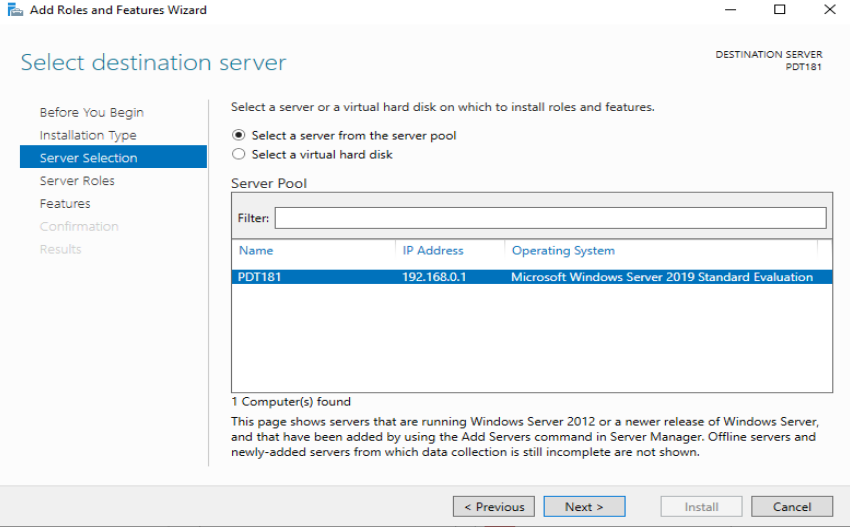 Add Roles and Features Wizard
Select destination server
DESTINATION SERVER
PDT181
Before You Begin
Installation Type
Server Selection
Server Roles
Features
Confirmation
Results
Select a server or a virtual hard disk on which to install roles and features.
Select a server from the server pool
Select a virtual hard disk
Server Pool
Filter:
Name IP Address Operating System
PDT181 192.168.0.1 Microsoft Windows Server 2019 Standard Evaluation
1 Computer(s) found
This page shows servers that are running Windows Server 2012 or a newer release of Windows Server,
and that have been added by using the Add Servers command in Server Manager. Offline servers and
newly-added servers from which data collection is still incomplete are not shown.
< Previous Next > Install Cancel